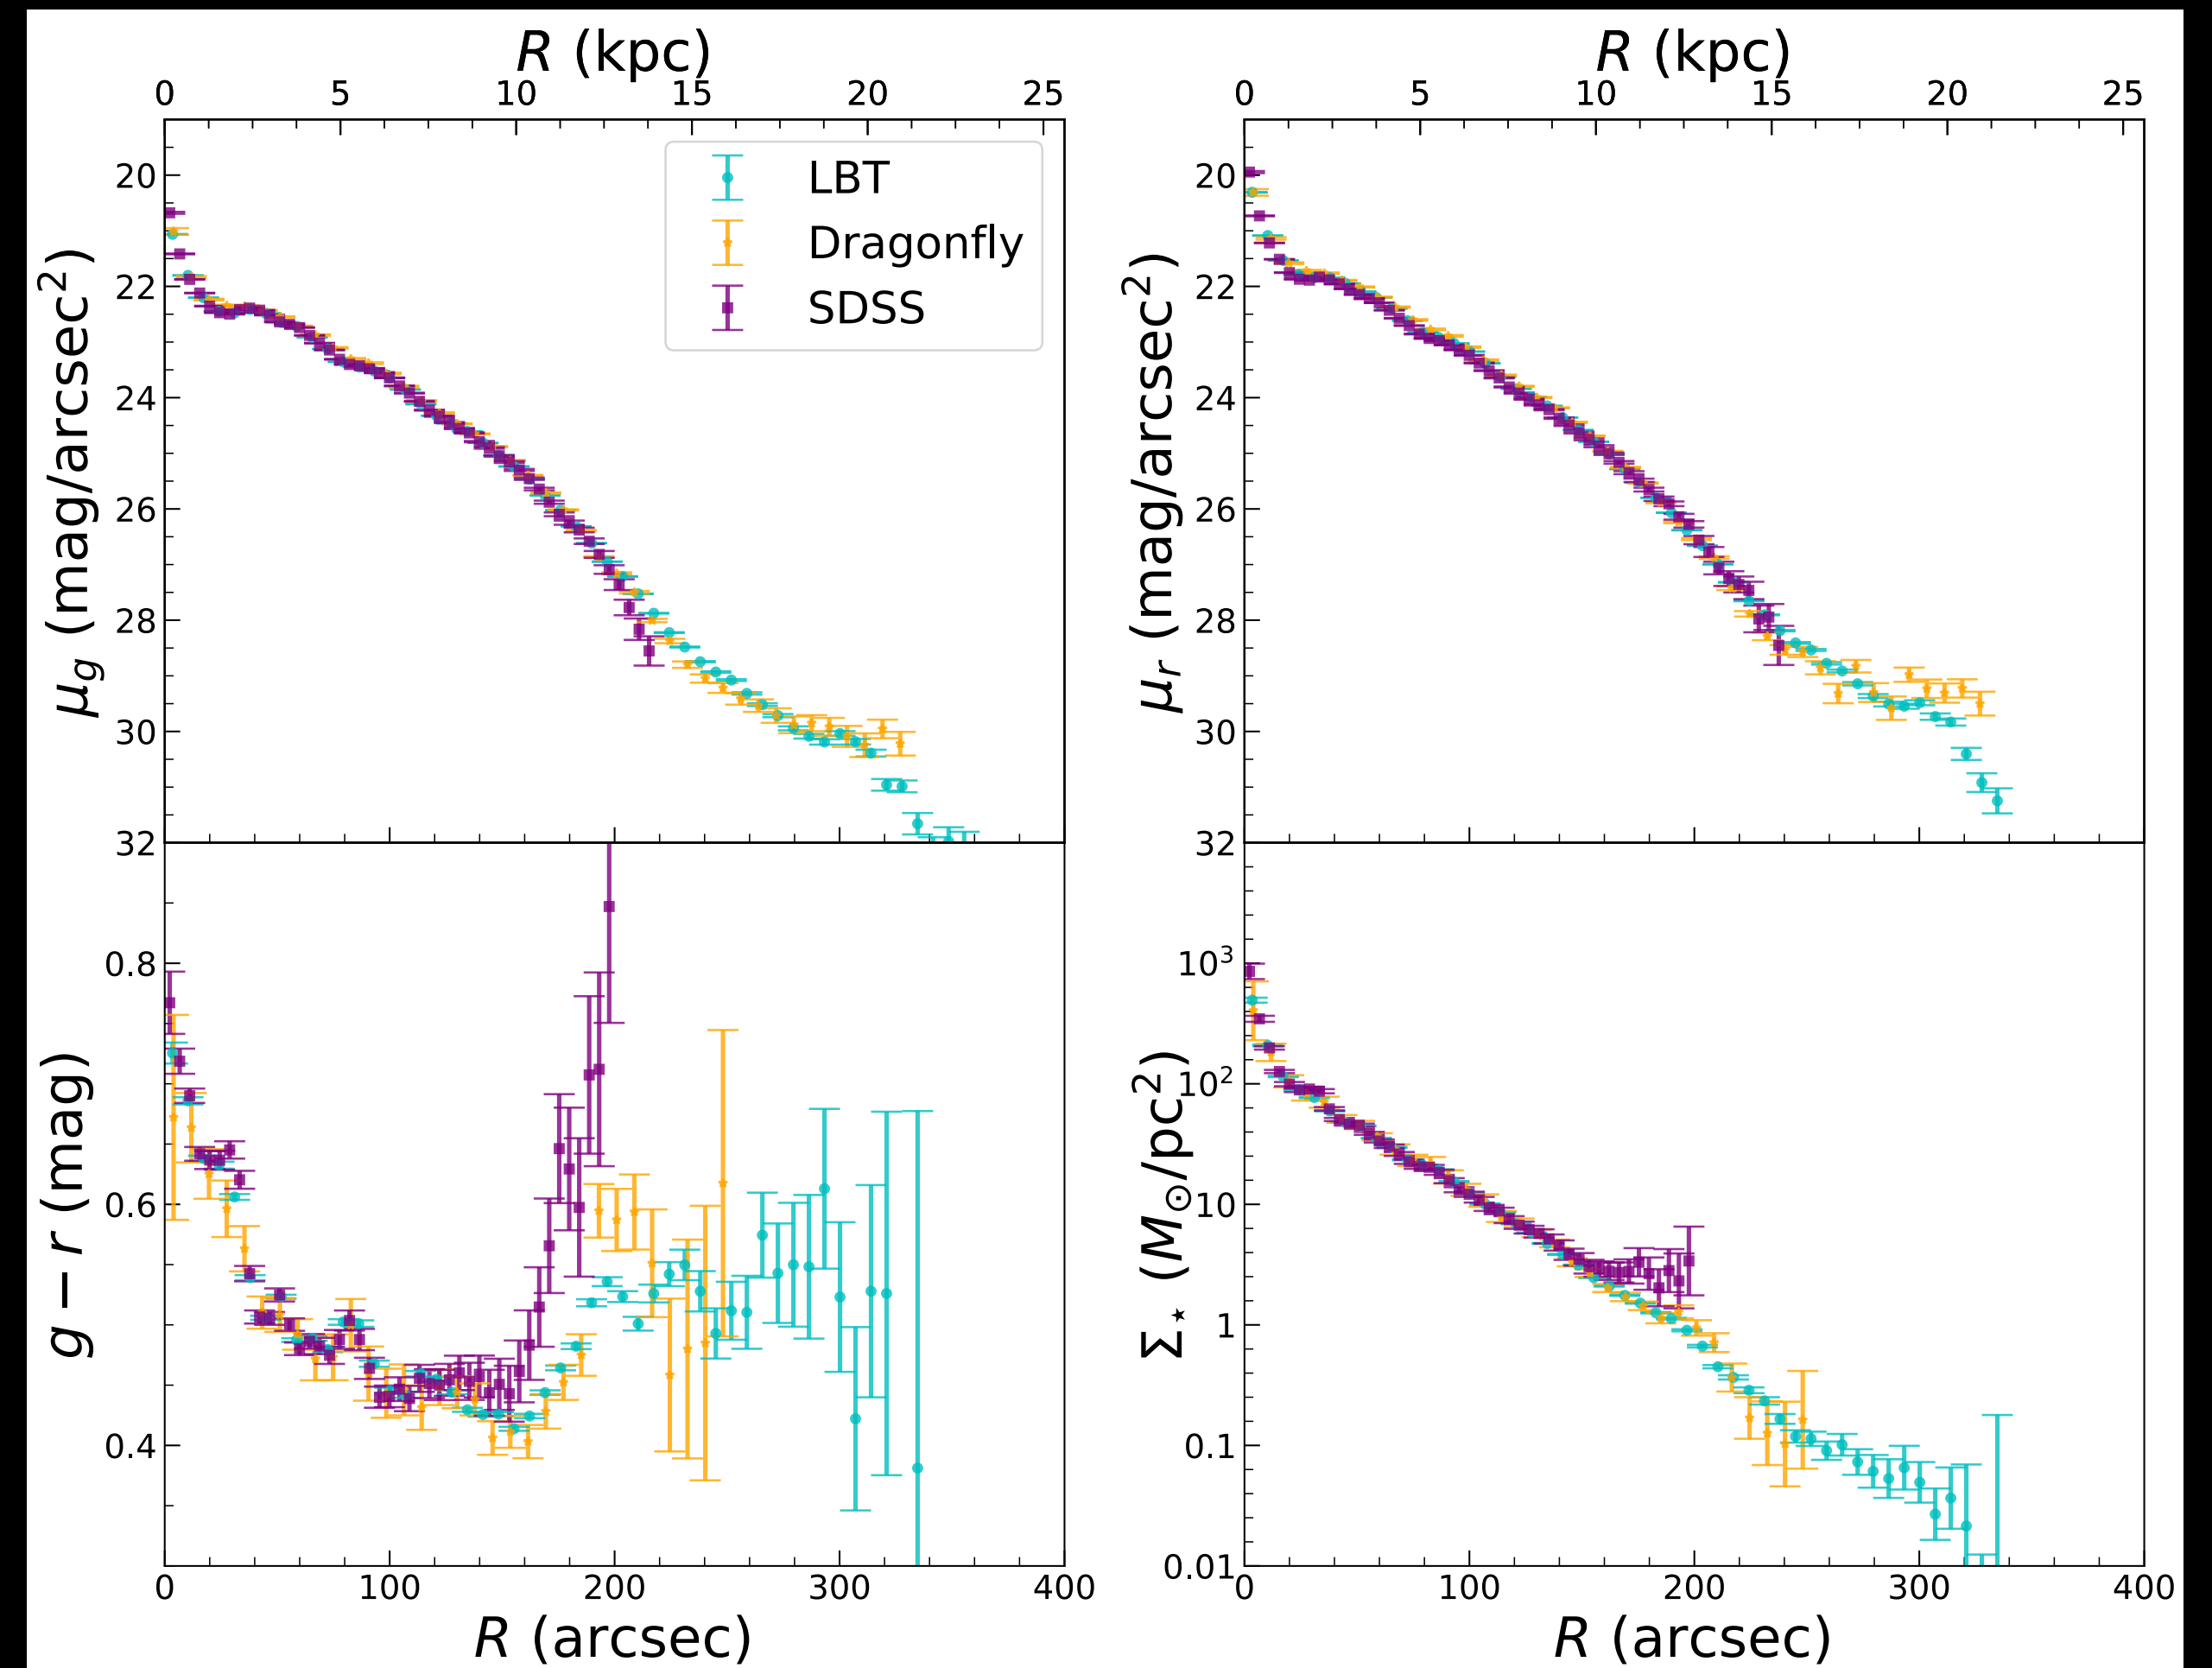 R (kpc)
0 5 10 15 20 25
μg (mag/arcsec²)
20
22
24
26
28
30
32
LBT
Dragonfly
SDSS
R (kpc)
0 5 10 15 20 25
μr (mag/arcsec²)
20
22
24
26
28
30
32
g − r (mag)
0.8
0.6
0.4
0 100 200 300 400
R (arcsec)
Σ⋆ (M⊙/pc²)
10³
10²
10
1
0.1
0.01
0 100 200 300 400
R (arcsec)